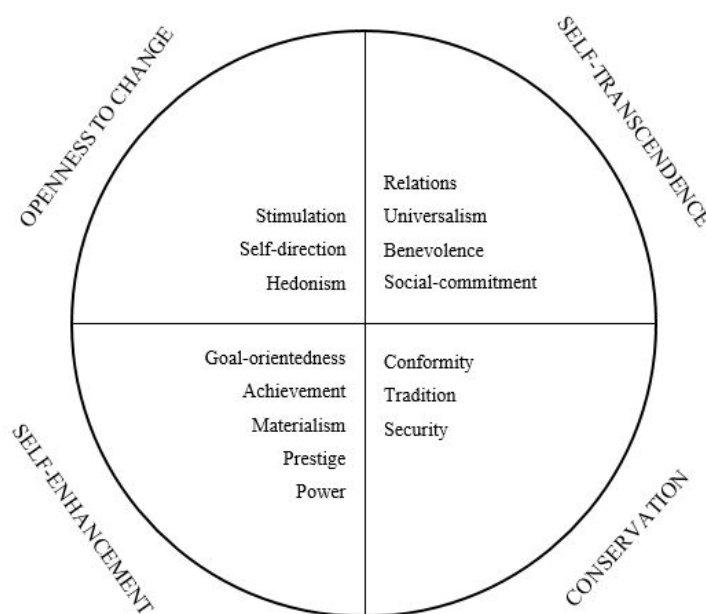 OPENNESS TO CHANGE
SELF-TRANSCENDENCE
Stimulation
Self-direction
Hedonism
Relations
Universalism
Benevolence
Social-commitment
Goal-orientedness
Achievement
Materialism
Prestige
Power
Conformity
Tradition
Security
SELF-ENHANCEMENT
CONSERVATION